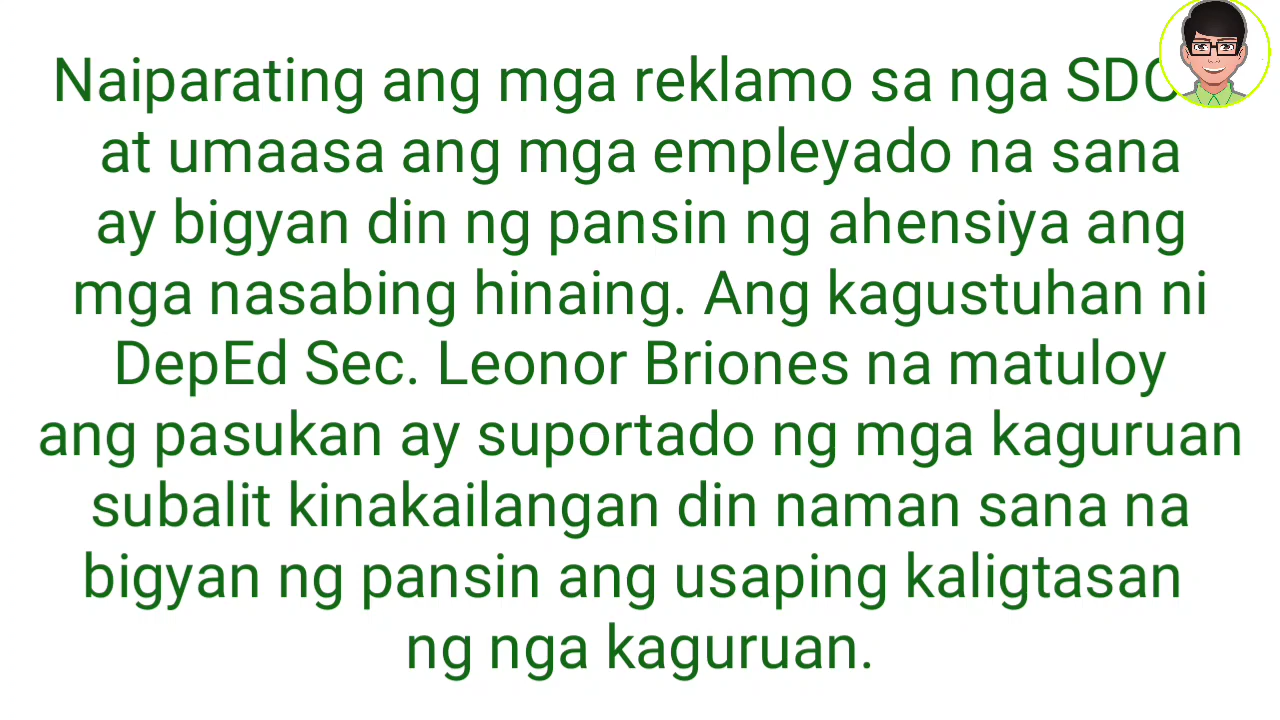 Naiparating ang mga reklamo sa nga
at umaasa ang mga empleyado na sana
ay bigyan din ng pansin ng ahensiya ang
mga nasabing hinaing. Ang kagustuhan ni
DepEd Sec. Leonor Briones na matuloy
ang pasukan ay suportado ng mga kaguruan
subalit kinakailangan din naman sana na
bigyan ng pansin ang usaping kaligtasan
ng nga kaguruan.